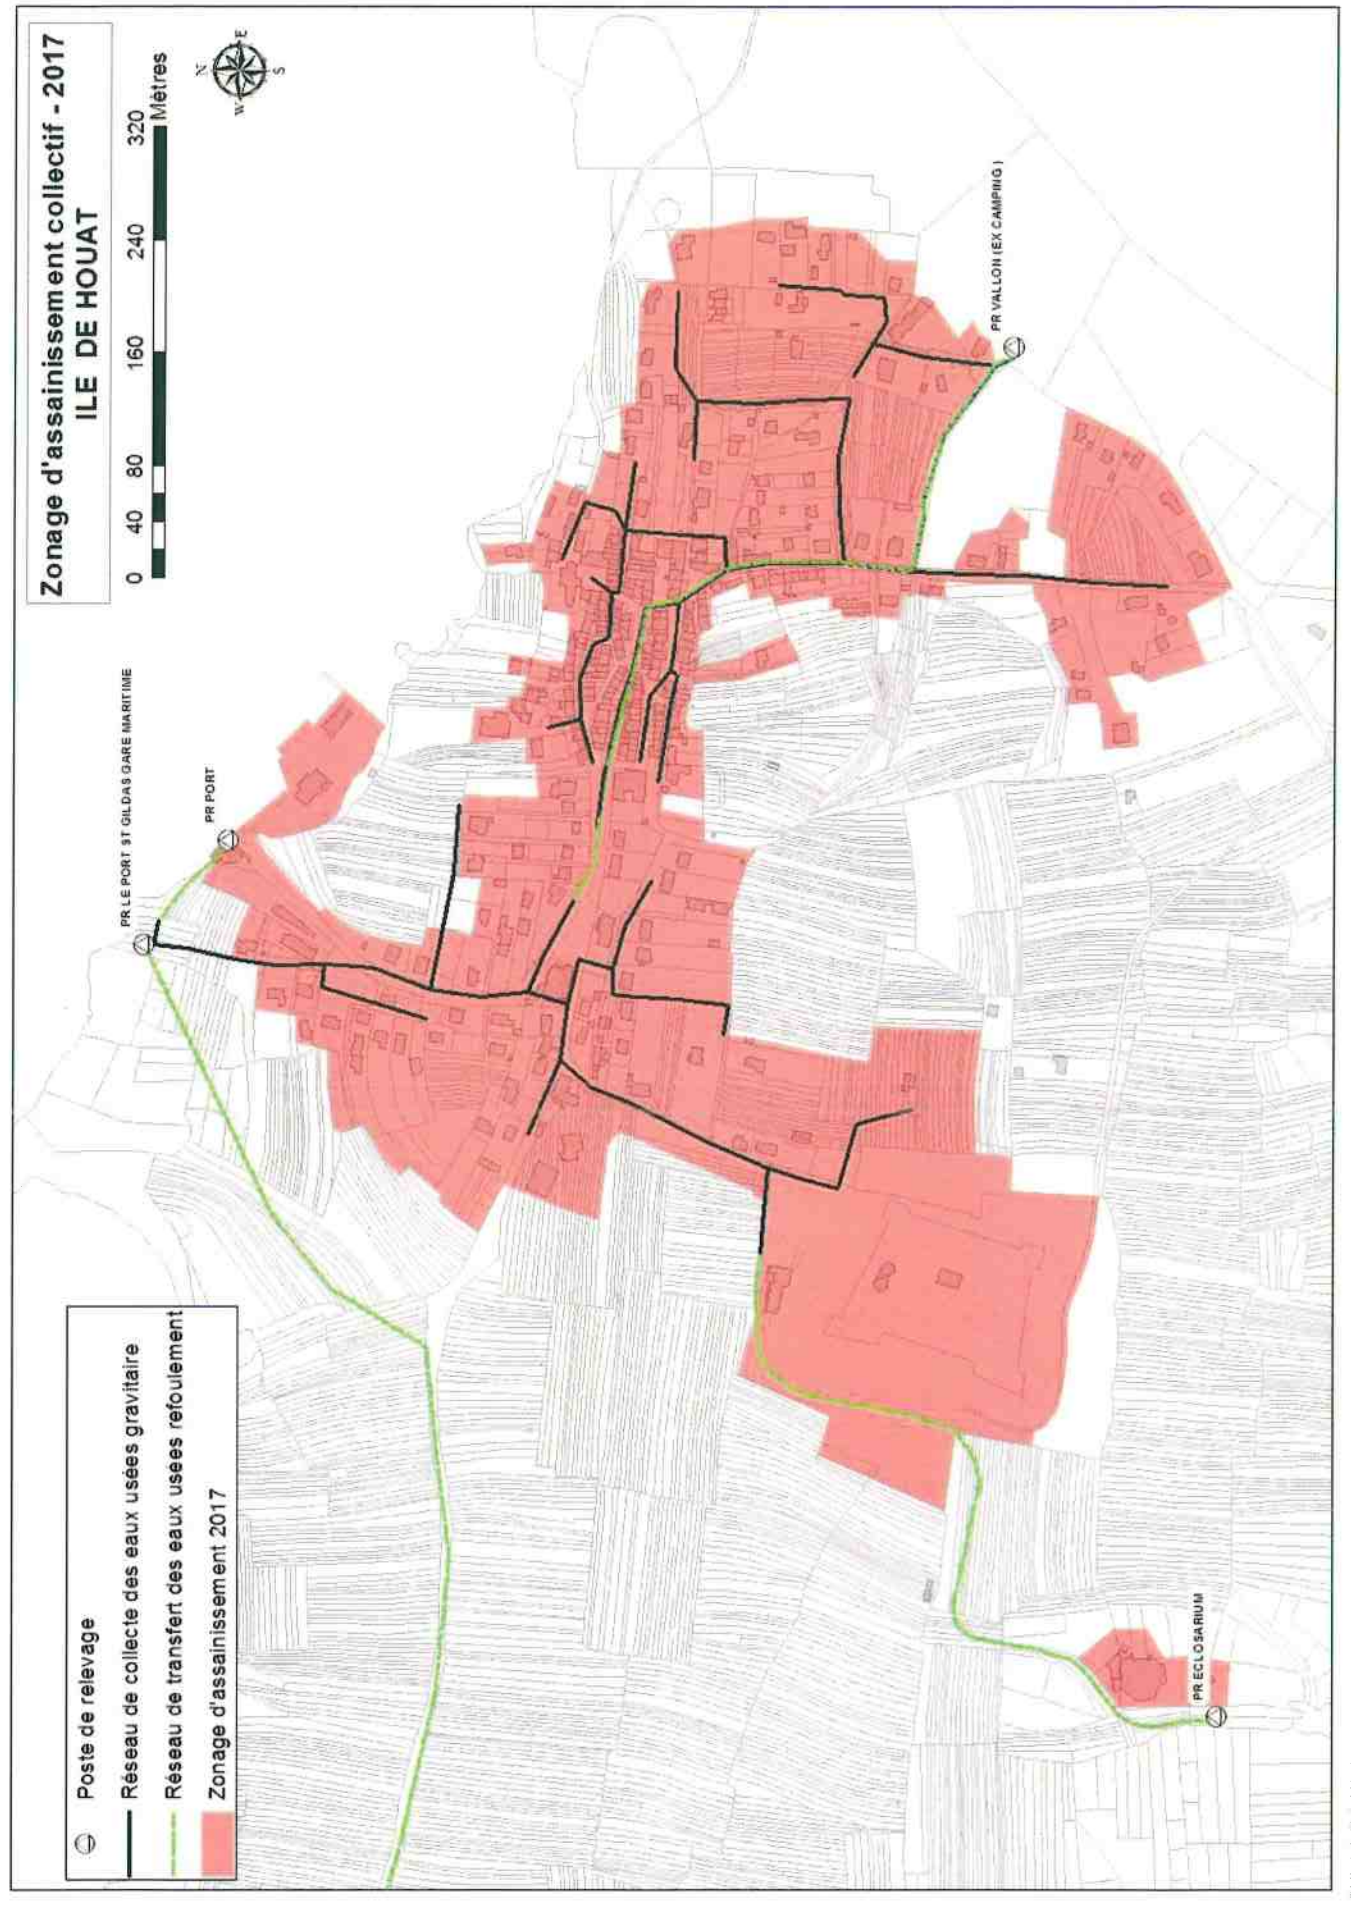 Zonage d'assainissement collectif - 2017
ILE DE HOUAT
0 40 80 160 240 320
Mètres
N
E
S
W
PR LE PORT ST GILDAS GARE MARITIME
PR PORT
PR VALLON (EX CAMPING)
PR ECLOSARIUM
Poste de relevage
Réseau de collecte des eaux usées gravitaire
Réseau de transfert des eaux usées refoulement
Zonage d'assainissement 2017